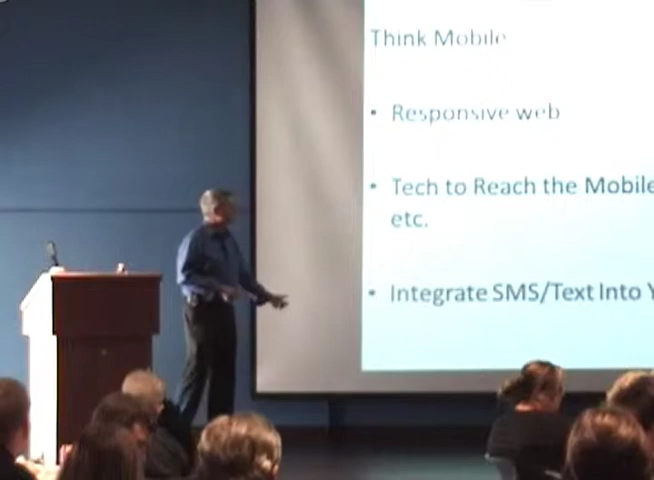 Think Mobile
• Responsive web
• Tech to Reach the Mobile
etc.
• Integrate SMS/Text Into